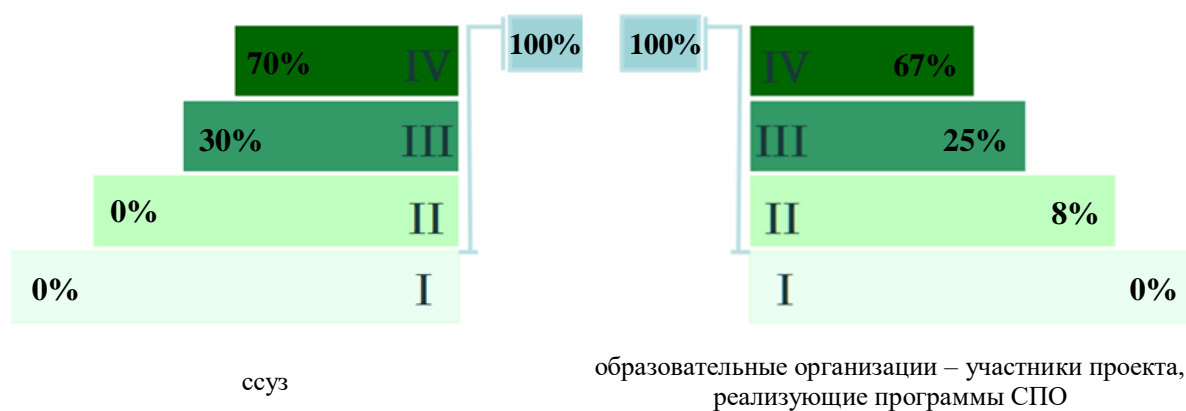 100% 100%
70% IV IV 67%
30% III III 25%
0% II II 8%
0% I I 0%
ссуз
образовательные организации – участники проекта,
реализующие программы СПО